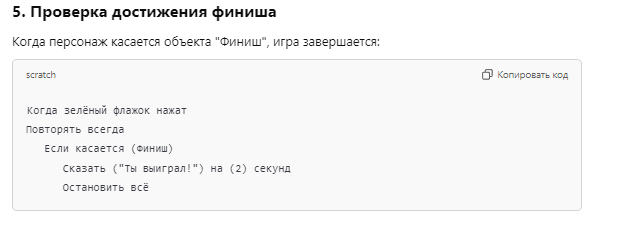 5. Проверка достижения финиша
Когда персонаж касается объекта "Финиш", игра завершается:
scratch
Копировать код
Когда зелёный флажок нажат
Повторять всегда
Если касается (Финиш)
Сказать ("Ты выиграл!") на (2) секунд
Остановить всё